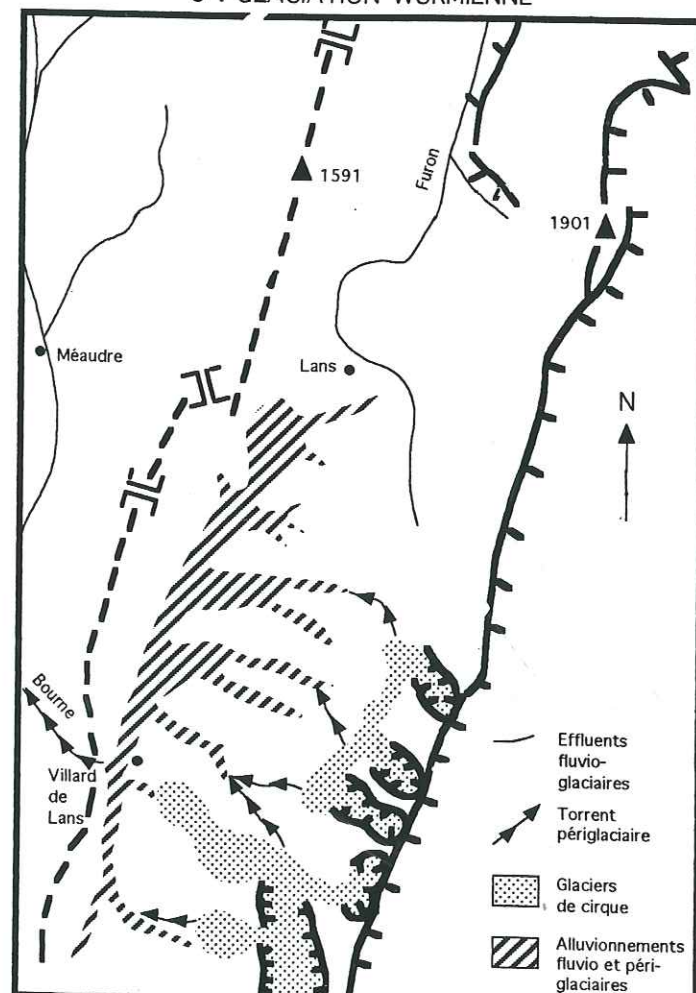 GLACIATION WURMIENNE
1591
Furon
1901
Méaudre
Lans
N
Bourne
Villard
de
Lans
Effluents
fluvio-
glaciaires
Torrent
périglaciaire
Glaciers
de cirque
Alluvionnements
fluvio et péri-
glaciaires